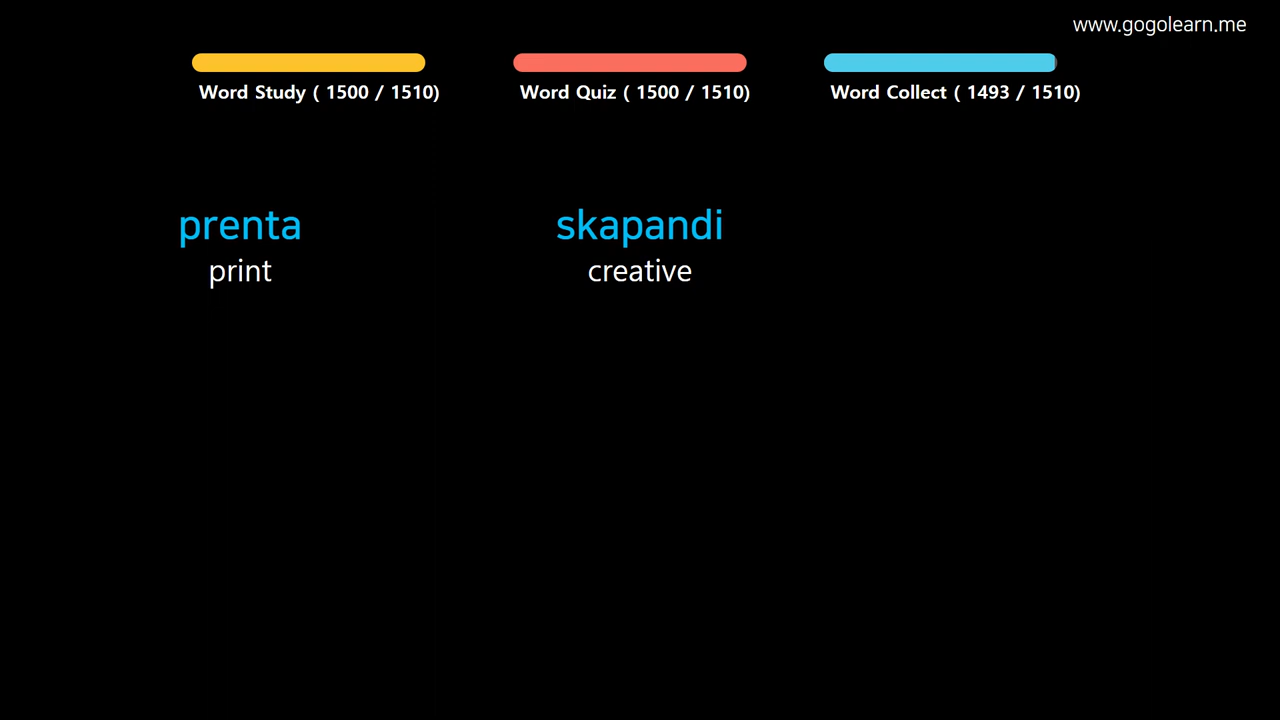 www.gogolearn.me
Word Study ( 1500 / 1510)
Word Quiz ( 1500 / 1510)
Word Collect ( 1493 / 1510)
prenta
print
skapandi
creative